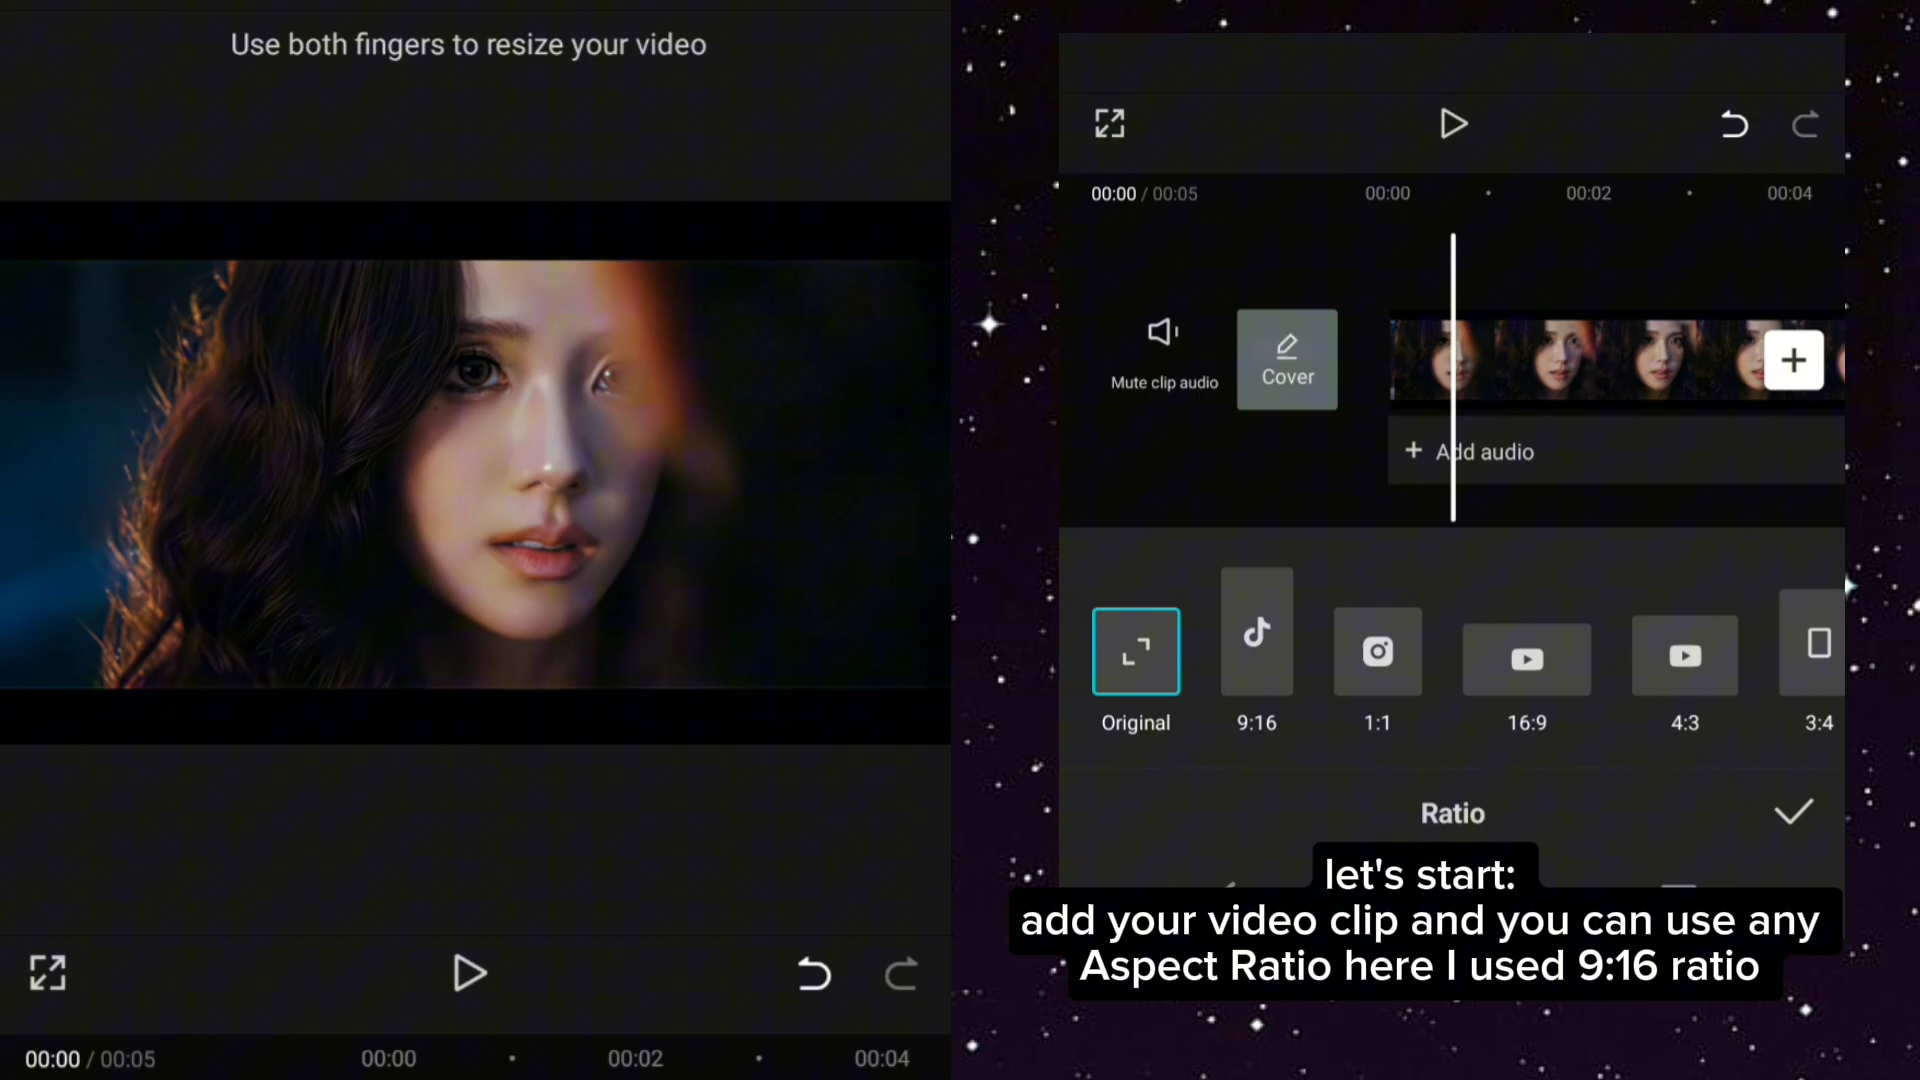 Use both fingers to resize your video
00:00 / 00:05
00:00
00:02
00:04
00:00 / 00:05
00:00
00:02
00:04
Mute clip audio
Cover
+ Add audio
Original
9:16
1:1
16:9
4:3
3:4
Ratio
let's start:
add your video clip and you can use any
Aspect Ratio here I used 9:16 ratio